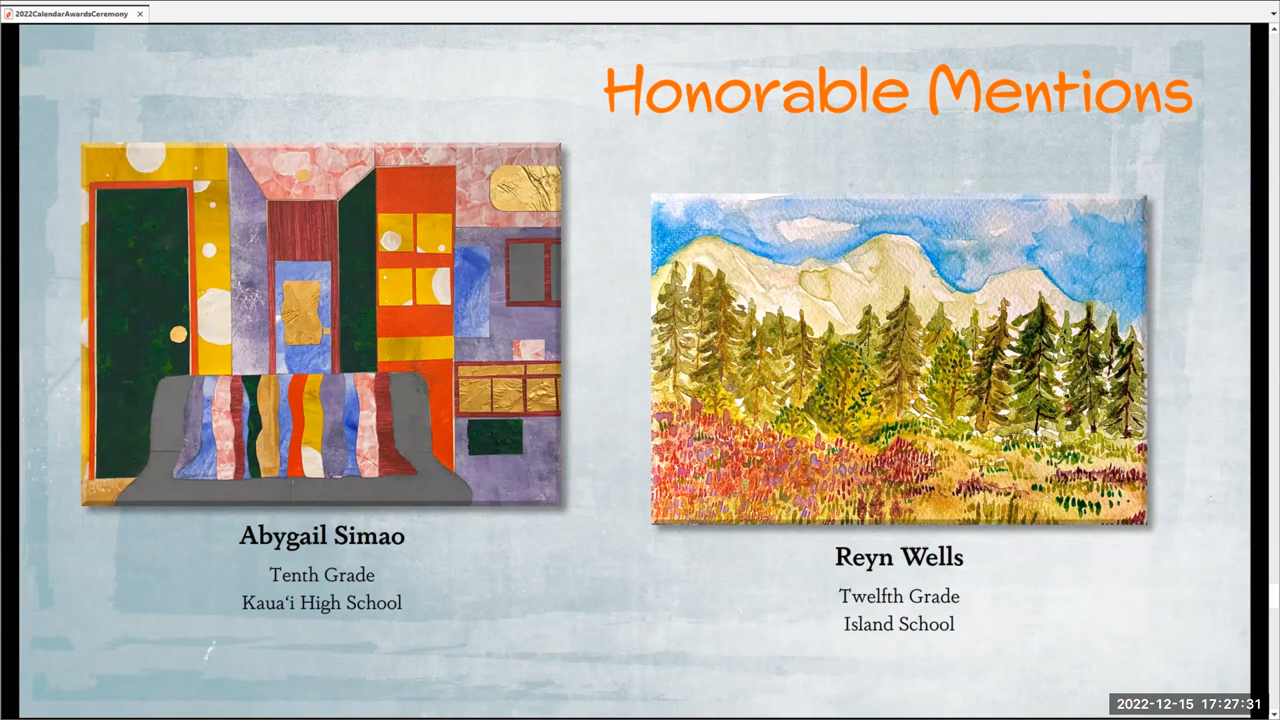 2022CalendarAwardsCeremony
Honorable Mentions
Abygail Simao
Tenth Grade
Kauaʻi High School
Reyn Wells
Twelfth Grade
Island School
2022-12-15 17:27:31